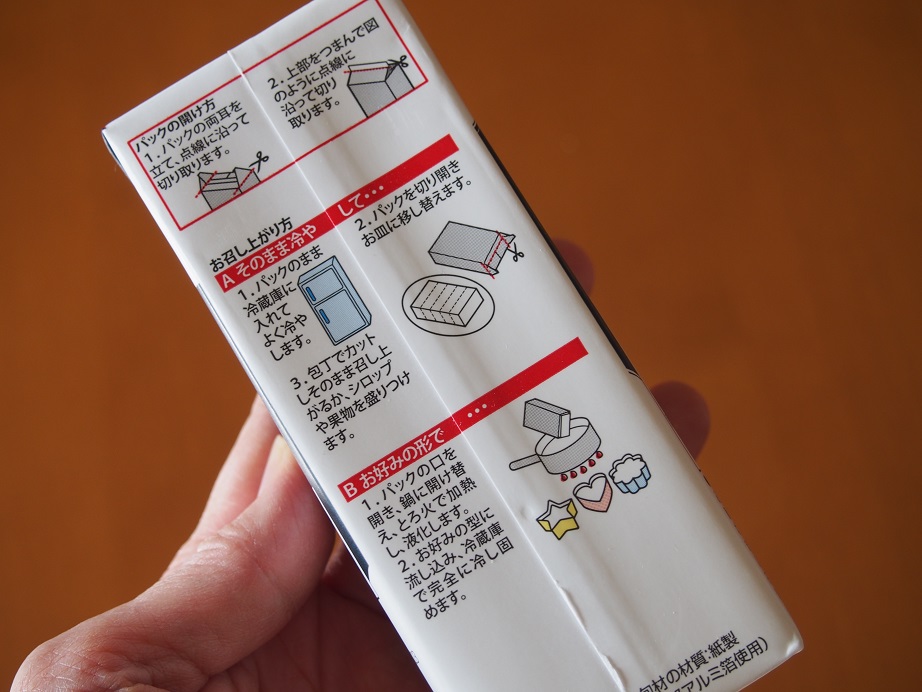 パックの開け方
1.パックの両耳を
立て、点線に沿って
切り取ります。
2.上部をつまんで図
のように点線に
沿って切り
取ります。
お召し上がり方
A そのまま冷や して…
1.パックのまま
冷蔵庫に
入れて
よく冷や
します。
2.パックを切り開き
お皿に移し替えます。
3.包丁でカット
しそのまま召し上
がるか、シロップ
や果物を盛りつけ
ます。
B お好みの形で …
1.パックの口を
開き、鍋に開け替
え、とろ火で加熱
し、液化します。
2.お好みの型に
流し込み、冷蔵庫
で完全に冷し固
めます。
包材の材質:紙製
アルミ箔使用)